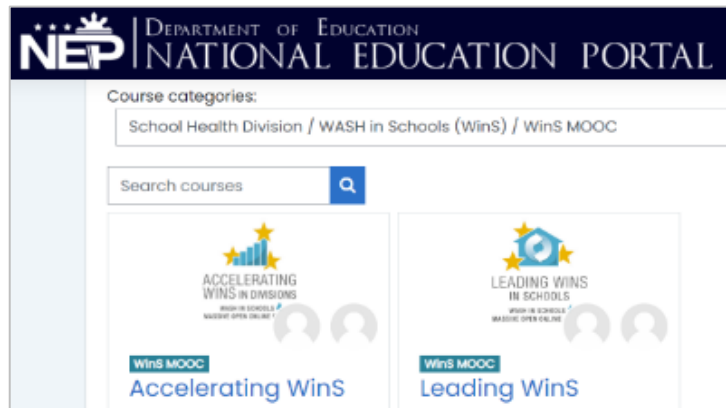 NEP
DEPARTMENT OF EDUCATION
NATIONAL EDUCATION PORTAL
Course categories:
School Health Division / WASH in Schools (WinS) / WinS MOOC
Search courses
ACCELERATING
WINS IN DIVISIONS
WASH IN SCHOOLS
MASSIVE OPEN ONLINE
LEADING WINS
IN SCHOOLS
WASH IN SCHOOLS
MASSIVE OPEN ONLINE
WinS MOOC
Accelerating WinS
WinS MOOC
Leading WinS